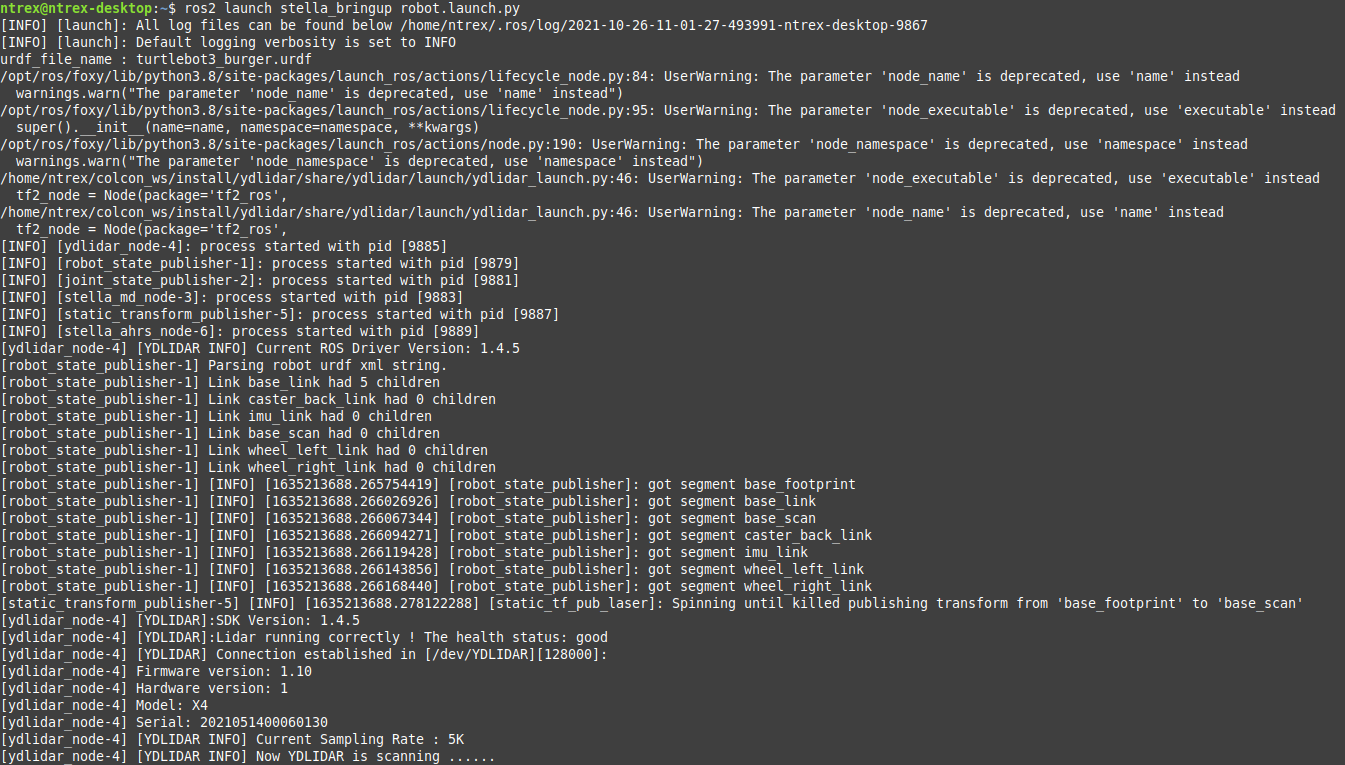 ntrex@ntrex-desktop:~$ ros2 launch stella_bringup robot.launch.py
[INFO] [launch]: All log files can be found below /home/ntrex/.ros/log/2021-10-26-11-01-27-493991-ntrex-desktop-9867
[INFO] [launch]: Default logging verbosity is set to INFO
urdf_file_name : turtlebot3_burger.urdf
/opt/ros/foxy/lib/python3.8/site-packages/launch_ros/actions/lifecycle_node.py:84: UserWarning: The parameter 'node_name' is deprecated, use 'name' instead
  warnings.warn("The parameter 'node_name' is deprecated, use 'name' instead")
/opt/ros/foxy/lib/python3.8/site-packages/launch_ros/actions/lifecycle_node.py:95: UserWarning: The parameter 'node_executable' is deprecated, use 'executable' instead
  super().__init__(name=name, namespace=namespace, **kwargs)
/opt/ros/foxy/lib/python3.8/site-packages/launch_ros/actions/node.py:190: UserWarning: The parameter 'node_namespace' is deprecated, use 'namespace' instead
  warnings.warn("The parameter 'node_namespace' is deprecated, use 'namespace' instead")
/home/ntrex/colcon_ws/install/ydlidar/share/ydlidar/launch/ydlidar_launch.py:46: UserWarning: The parameter 'node_executable' is deprecated, use 'executable' instead
  tf2_node = Node(package='tf2_ros',
/home/ntrex/colcon_ws/install/ydlidar/share/ydlidar/launch/ydlidar_launch.py:46: UserWarning: The parameter 'node_name' is deprecated, use 'name' instead
  tf2_node = Node(package='tf2_ros',
[INFO] [ydlidar_node-4]: process started with pid [9885]
[INFO] [robot_state_publisher-1]: process started with pid [9879]
[INFO] [joint_state_publisher-2]: process started with pid [9881]
[INFO] [stella_md_node-3]: process started with pid [9883]
[INFO] [static_transform_publisher-5]: process started with pid [9887]
[INFO] [stella_ahrs_node-6]: process started with pid [9889]
[ydlidar_node-4] [YDLIDAR INFO] Current ROS Driver Version: 1.4.5
[robot_state_publisher-1] Parsing robot urdf xml string.
[robot_state_publisher-1] Link base_link had 5 children
[robot_state_publisher-1] Link caster_back_link had 0 children
[robot_state_publisher-1] Link imu_link had 0 children
[robot_state_publisher-1] Link base_scan had 0 children
[robot_state_publisher-1] Link wheel_left_link had 0 children
[robot_state_publisher-1] Link wheel_right_link had 0 children
[robot_state_publisher-1] [INFO] [1635213688.265754419] [robot_state_publisher]: got segment base_footprint
[robot_state_publisher-1] [INFO] [1635213688.266026926] [robot_state_publisher]: got segment base_link
[robot_state_publisher-1] [INFO] [1635213688.266067344] [robot_state_publisher]: got segment base_scan
[robot_state_publisher-1] [INFO] [1635213688.266094271] [robot_state_publisher]: got segment caster_back_link
[robot_state_publisher-1] [INFO] [1635213688.266119428] [robot_state_publisher]: got segment imu_link
[robot_state_publisher-1] [INFO] [1635213688.266143856] [robot_state_publisher]: got segment wheel_left_link
[robot_state_publisher-1] [INFO] [1635213688.266168440] [robot_state_publisher]: got segment wheel_right_link
[static_transform_publisher-5] [INFO] [1635213688.278122288] [static_tf_pub_laser]: Spinning until killed publishing transform from 'base_footprint' to 'base_scan'
[ydlidar_node-4] [YDLIDAR]:SDK Version: 1.4.5
[ydlidar_node-4] [YDLIDAR]:Lidar running correctly ! The health status: good
[ydlidar_node-4] [YDLIDAR] Connection established in [/dev/YDLIDAR][128000]:
[ydlidar_node-4] Firmware version: 1.10
[ydlidar_node-4] Hardware version: 1
[ydlidar_node-4] Model: X4
[ydlidar_node-4] Serial: 2021051400060130
[ydlidar_node-4] [YDLIDAR INFO] Current Sampling Rate : 5K
[ydlidar_node-4] [YDLIDAR INFO] Now YDLIDAR is scanning ......